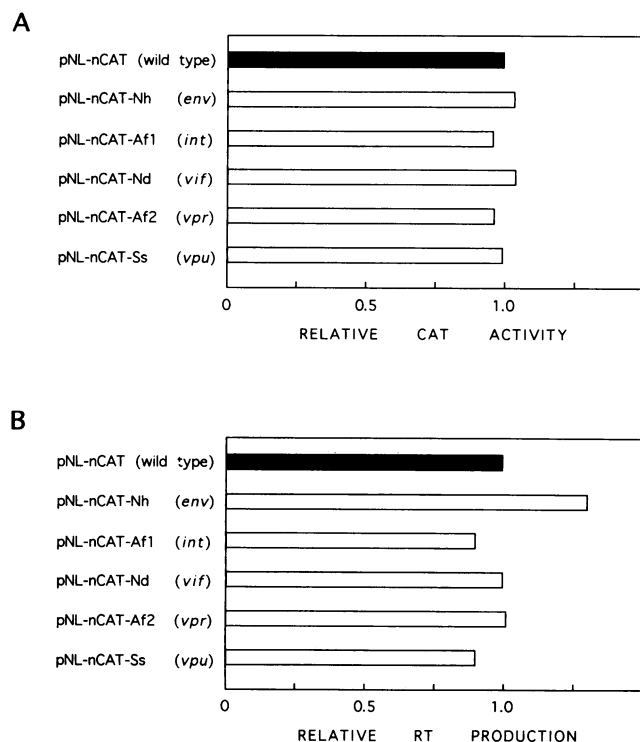 A
pNL-nCAT (wild type)
pNL-nCAT-Nh (env)
pNL-nCAT-Af1 (int)
pNL-nCAT-Nd (vif)
pNL-nCAT-Af2 (vpr)
pNL-nCAT-Ss (vpu)
0 0.5 1.0
RELATIVE CAT ACTIVITY
B
pNL-nCAT (wild type)
pNL-nCAT-Nh (env)
pNL-nCAT-Af1 (int)
pNL-nCAT-Nd (vif)
pNL-nCAT-Af2 (vpr)
pNL-nCAT-Ss (vpu)
0 0.5 1.0
RELATIVE RT PRODUCTION